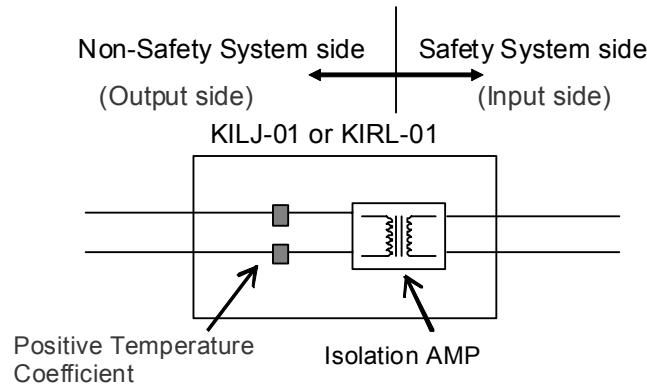 Non-Safety System side Safety System side
(Output side) (Input side)
KILJ-01 or KIRL-01
Positive Temperature
Coefficient
Isolation AMP